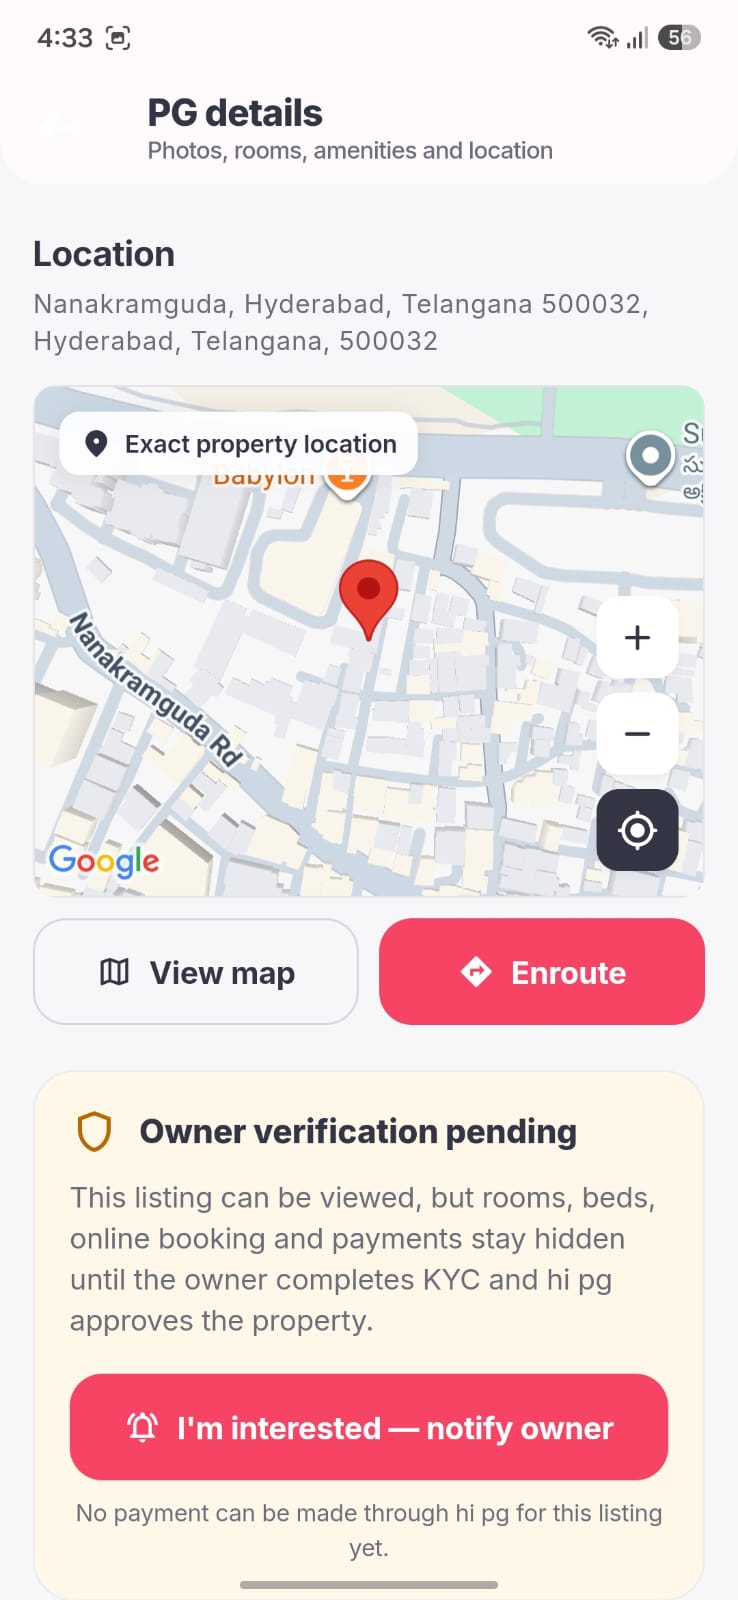 4:33
56
PG details
Photos, rooms, amenities and location
Location
Nanakramguda, Hyderabad, Telangana 500032,
Hyderabad, Telangana, 500032
Exact property location
Babylon
Nanakramguda Rd
Google
View map
Enroute
Owner verification pending
This listing can be viewed, but rooms, beds,
online booking and payments stay hidden
until the owner completes KYC and hi pg
approves the property.
I'm interested — notify owner
No payment can be made through hi pg for this listing
yet.